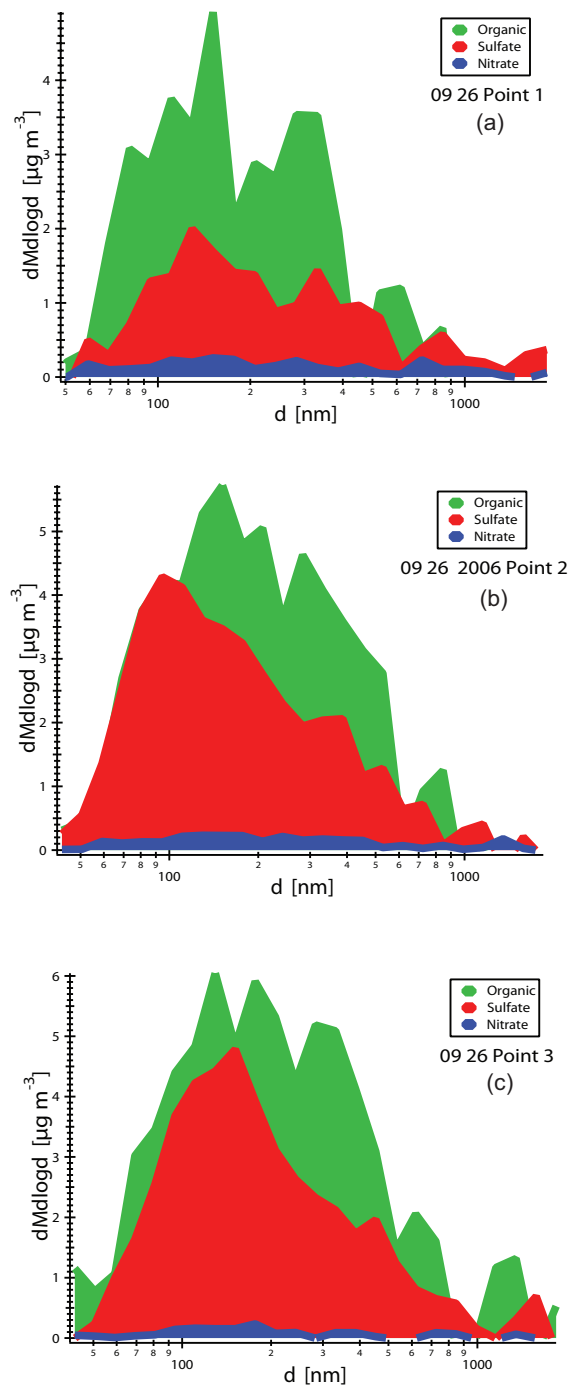 Organic
Sulfate
Nitrate
09 26 Point 1
(a)
dMdlogd [µg m⁻³]
4
3
2
1
0
5 6 7 8 9 2 3 4 5 6 7 8 9
100 1000
d [nm]
Organic
Sulfate
Nitrate
09 26 2006 Point 2
(b)
dMdlogd [µg m⁻³]
5
4
3
2
1
0
5 6 7 8 9 2 3 4 5 6 7 8 9
100 1000
d [nm]
Organic
Sulfate
Nitrate
09 26 Point 3
(c)
dMdlogd [µg m⁻³]
6
5
4
3
2
1
0
5 6 7 8 9 2 3 4 5 6 7 8 9
100 1000
d [nm]